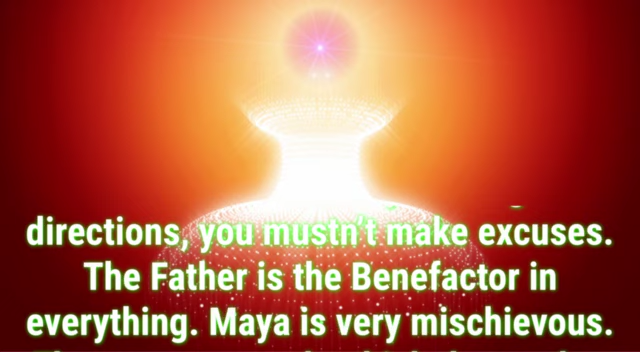 directions, you mustn't make excuses.
The Father is the Benefactor in
everything. Maya is very mischievous.